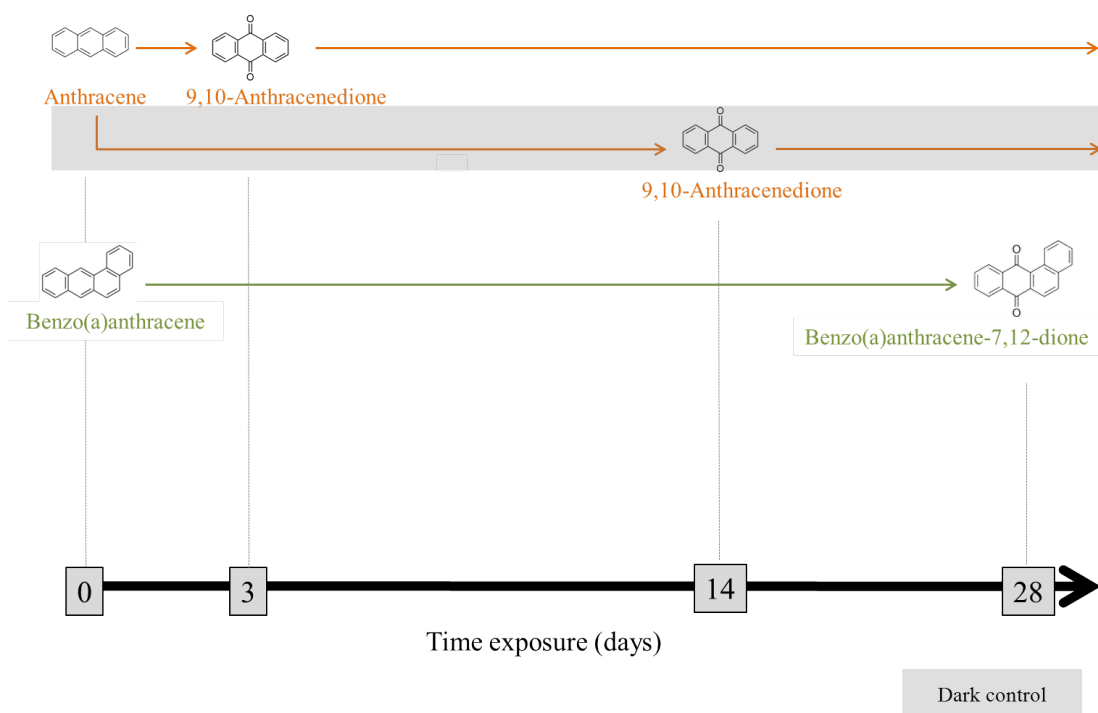 O
O
Anthracene
9,10-Anthracenedione
O
O
9,10-Anthracenedione
O
O
Benzo(a)anthracene
Benzo(a)anthracene-7,12-dione
0
3
14
28
Time exposure (days)
Dark control